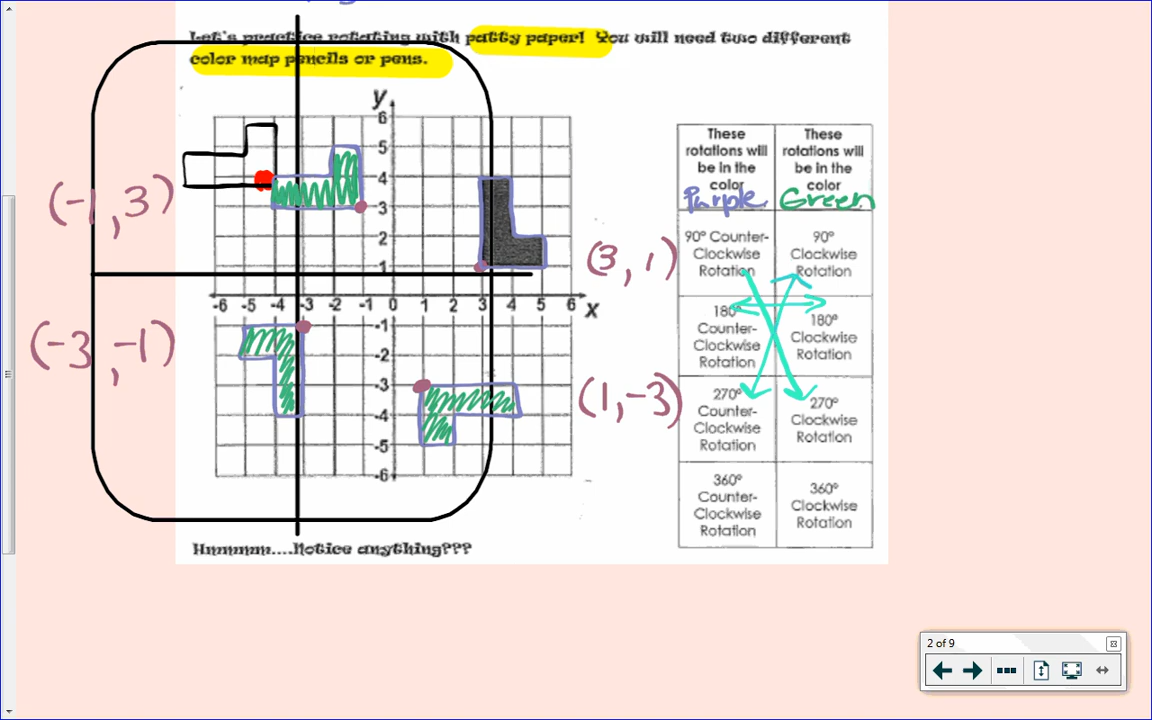 Let's practice rotating with patty paper! You will need two different
color map pencils or pens.
y
6
5
4
3
2
1
-6 -5 -4 -3 -2 -1 0 1 2 3 4 5 6 x
-1
-2
-3
-4
-5
-6
(-1, 3)
(3, 1)
(-3, -1)
(1, -3)
These
rotations will
be in the
color
Purple
These
rotations will
be in the
color
Green
90° Counter-
Clockwise
Rotation
90°
Clockwise
Rotation
180°
Counter-
Clockwise
Rotation
180°
Clockwise
Rotation
270°
Counter-
Clockwise
Rotation
270°
Clockwise
Rotation
360°
Counter-
Clockwise
Rotation
360°
Clockwise
Rotation
Hmmmm....Notice anything???
2 of 9